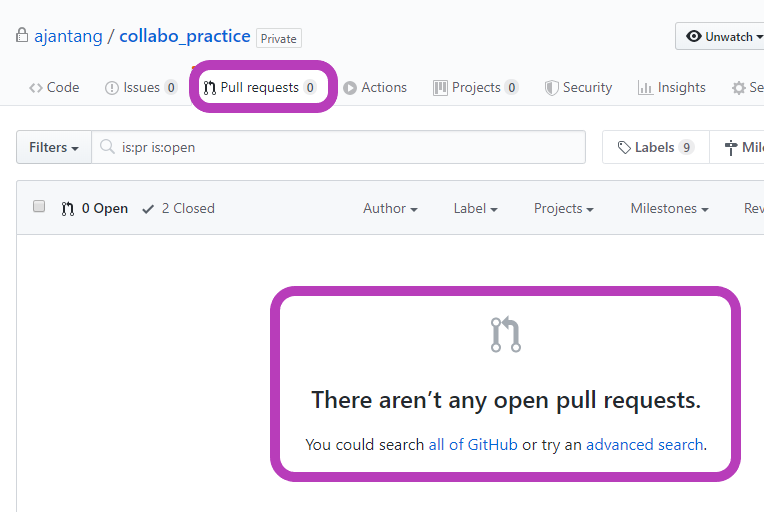 ajantang / collabo_practice Private Unwatch
Code Issues 0 Pull requests 0 Actions Projects 0 Security Insights Se
Filters is:pr is:open Labels 9 Mile
0 Open 2 Closed Author Label Projects Milestones Rev
There aren’t any open pull requests.
You could search all of GitHub or try an advanced search.